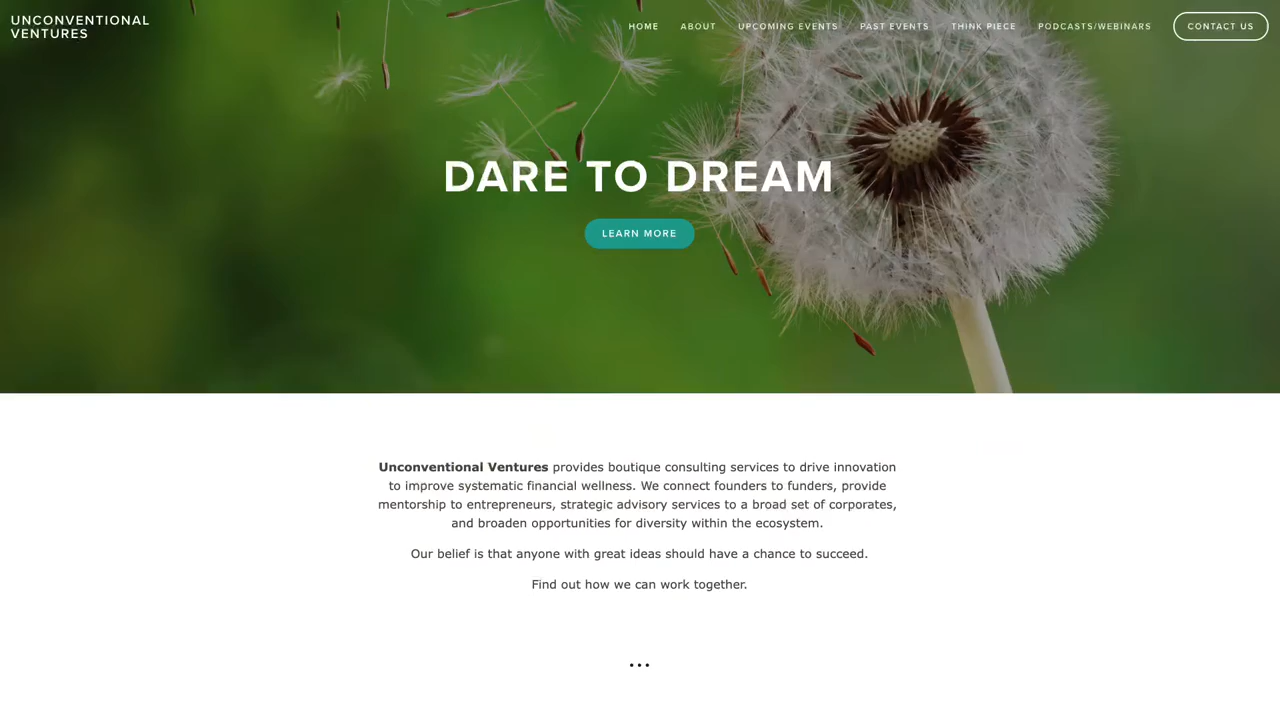 UNCONVENTIONAL
VENTURES
HOME ABOUT UPCOMING EVENTS PAST EVENTS THINK PIECE PODCASTS/WEBINARS CONTACT US
DARE TO DREAM
LEARN MORE
Unconventional Ventures provides boutique consulting services to drive innovation
to improve systematic financial wellness. We connect founders to funders, provide
mentorship to entrepreneurs, strategic advisory services to a broad set of corporates,
and broaden opportunities for diversity within the ecosystem.
Our belief is that anyone with great ideas should have a chance to succeed.
Find out how we can work together.
...